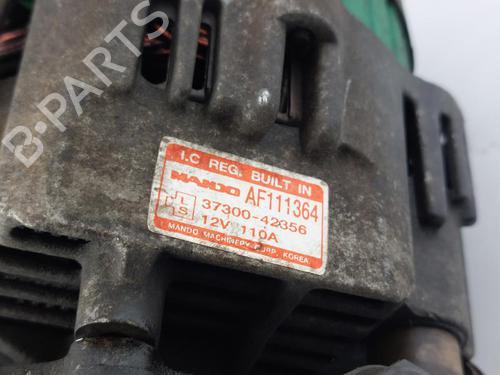 B-PARTS
I.C REG. BUILT IN
MANDO AF111364
L
S 37300-42356
12V 110A
MANDO MACHINERY CORP. KOREA